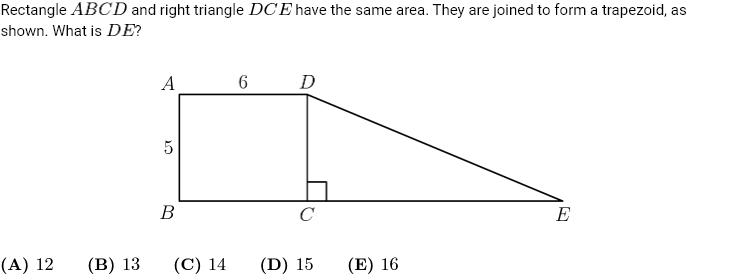 Rectangle ABCD and right triangle DCE have the same area. They are joined to form a trapezoid, as
shown. What is DE?
A 6 D
5
B C E
(A) 12 (B) 13 (C) 14 (D) 15 (E) 16